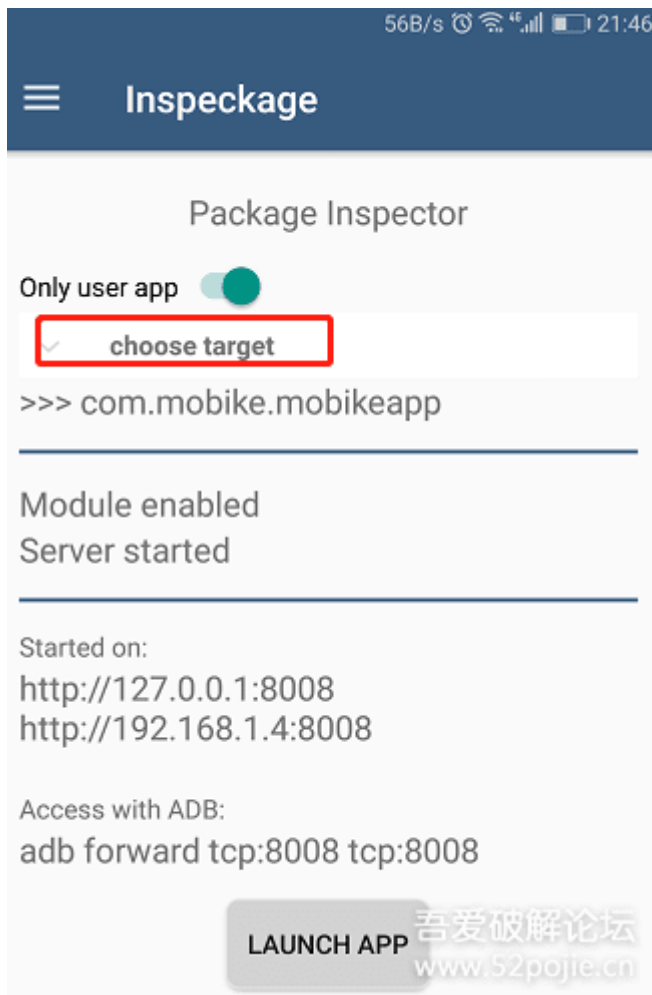 56B/s 46 21:46
Inspeckage
Package Inspector
Only user app
choose target
>>> com.mobike.mobikeapp
Module enabled
Server started
Started on:
http://127.0.0.1:8008
http://192.168.1.4:8008
Access with ADB:
adb forward tcp:8008 tcp:8008
LAUNCH APP
吾爱破解论坛
www.52pojie.cn